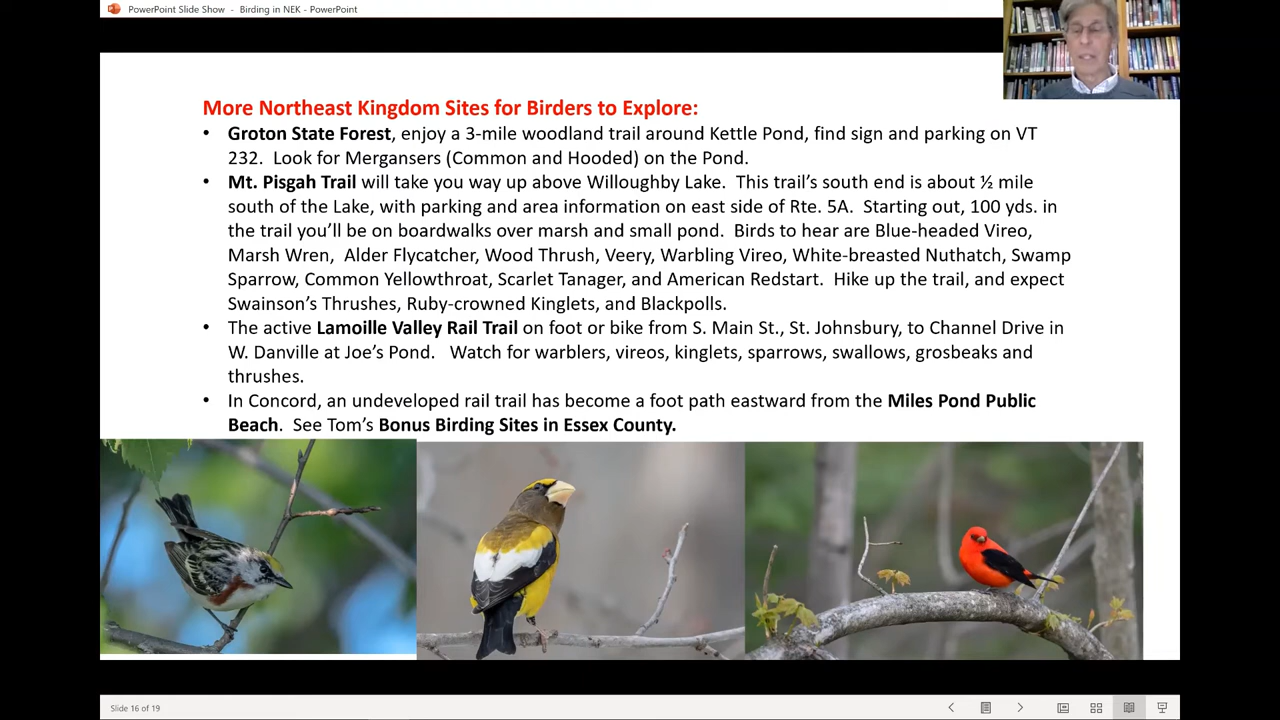 PowerPoint Slide Show - Birding in NEK - PowerPoint
More Northeast Kingdom Sites for Birders to Explore:
• Groton State Forest, enjoy a 3-mile woodland trail around Kettle Pond, find sign and parking on VT
232. Look for Mergansers (Common and Hooded) on the Pond.
• Mt. Pisgah Trail will take you way up above Willoughby Lake. This trail's south end is about ½ mile
south of the Lake, with parking and area information on east side of Rte. 5A. Starting out, 100 yds. in
the trail you'll be on boardwalks over marsh and small pond. Birds to hear are Blue-headed Vireo,
Marsh Wren, Alder Flycatcher, Wood Thrush, Veery, Warbling Vireo, White-breasted Nuthatch, Swamp
Sparrow, Common Yellowthroat, Scarlet Tanager, and American Redstart. Hike up the trail, and expect
Swainson's Thrushes, Ruby-crowned Kinglets, and Blackpolls.
• The active Lamoille Valley Rail Trail on foot or bike from S. Main St., St. Johnsbury, to Channel Drive in
W. Danville at Joe's Pond. Watch for warblers, vireos, kinglets, sparrows, swallows, grosbeaks and
thrushes.
• In Concord, an undeveloped rail trail has become a foot path eastward from the Miles Pond Public
Beach. See Tom's Bonus Birding Sites in Essex County.
Slide 16 of 19